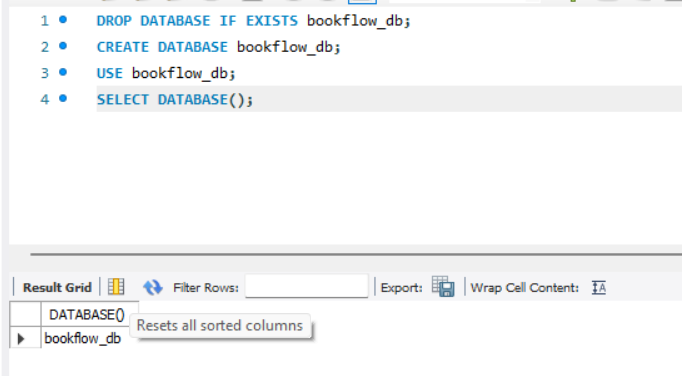 1 DROP DATABASE IF EXISTS bookflow_db;
2 CREATE DATABASE bookflow_db;
3 USE bookflow_db;
4 SELECT DATABASE();
Result Grid Filter Rows: Export: Wrap Cell Content: IA
DATABASE()
Resets all sorted columns
bookflow_db